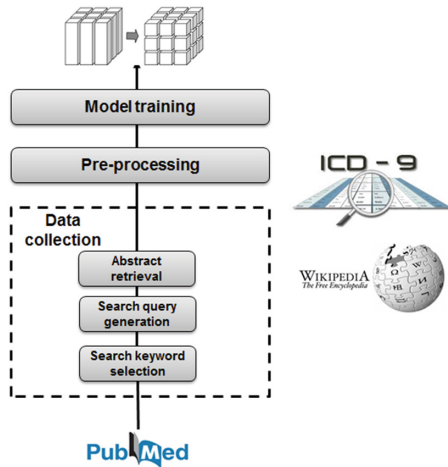 Model training
Pre-processing
Data
collection
Abstract
retrieval
Search query
generation
Search keyword
selection
PubMed
ICD - 9
WIKIPEDIA
The Free Encyclopedia